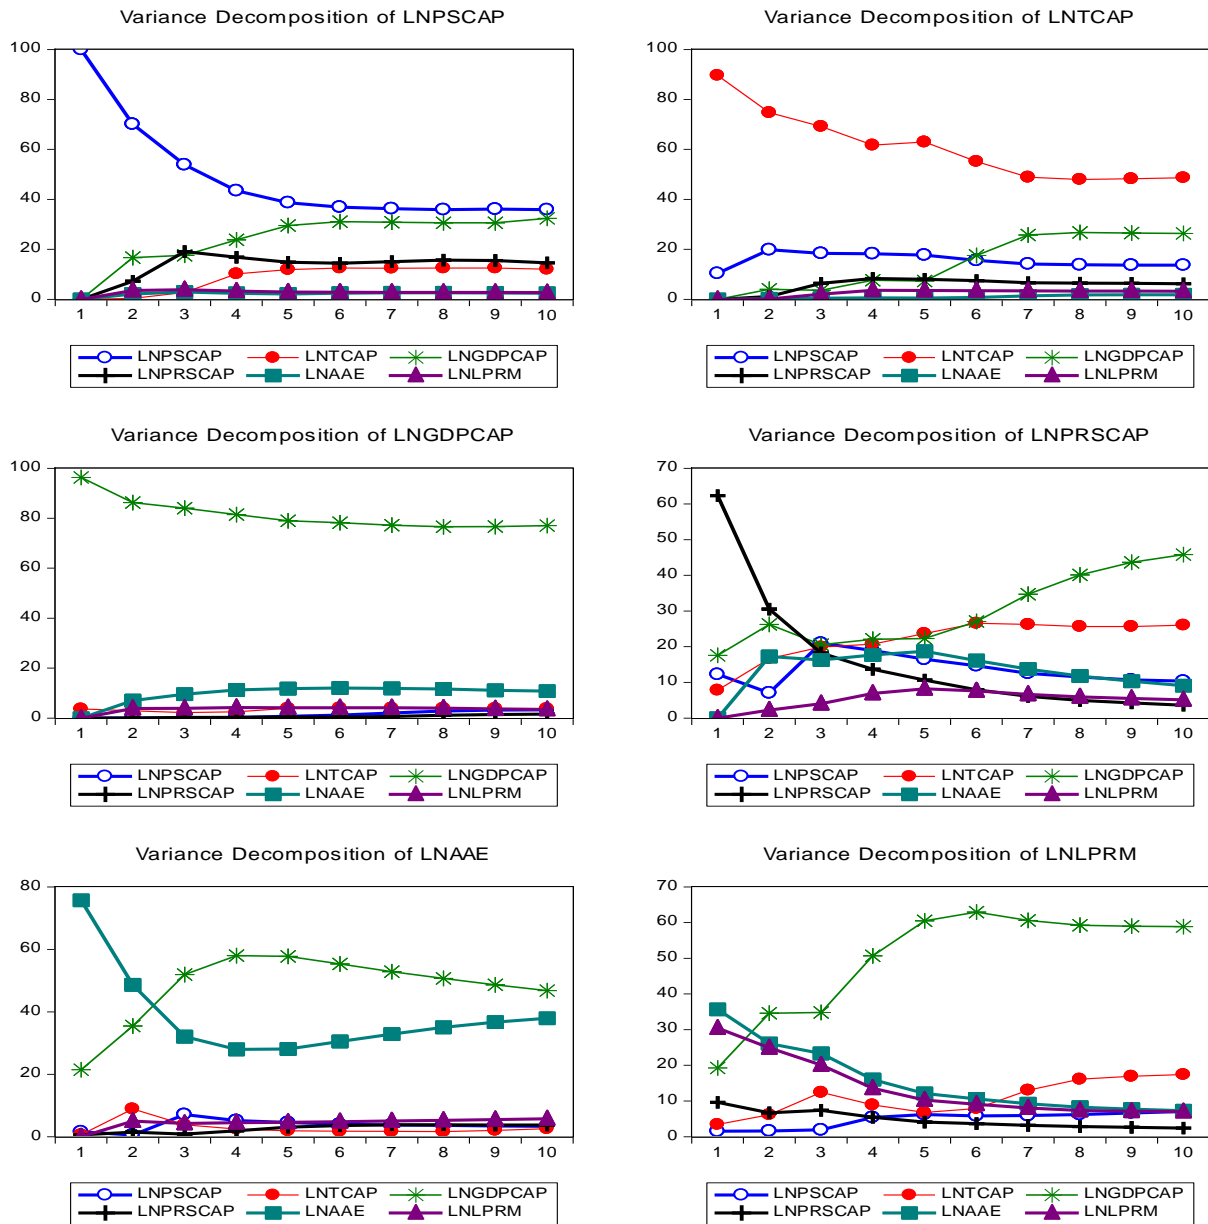 Variance Decomposition of LNPSCAP
100
80
60
40
20
0
1 2 3 4 5 6 7 8 9 10
LNPSCAP LNTCAP LNGDPCAP
LNPRSCAP LNAAE LNLPRM
Variance Decomposition of LNTCAP
100
80
60
40
20
0
1 2 3 4 5 6 7 8 9 10
LNPSCAP LNTCAP LNGDPCAP
LNPRSCAP LNAAE LNLPRM
Variance Decomposition of LNGDPCAP
100
80
60
40
20
0
1 2 3 4 5 6 7 8 9 10
LNPSCAP LNTCAP LNGDPCAP
LNPRSCAP LNAAE LNLPRM
Variance Decomposition of LNPRSCAP
70
60
50
40
30
20
10
0
1 2 3 4 5 6 7 8 9 10
LNPSCAP LNTCAP LNGDPCAP
LNPRSCAP LNAAE LNLPRM
Variance Decomposition of LNAAE
80
60
40
20
0
1 2 3 4 5 6 7 8 9 10
LNPSCAP LNTCAP LNGDPCAP
LNPRSCAP LNAAE LNLPRM
Variance Decomposition of LNLPRM
70
60
50
40
30
20
10
0
1 2 3 4 5 6 7 8 9 10
LNPSCAP LNTCAP LNGDPCAP
LNPRSCAP LNAAE LNLPRM